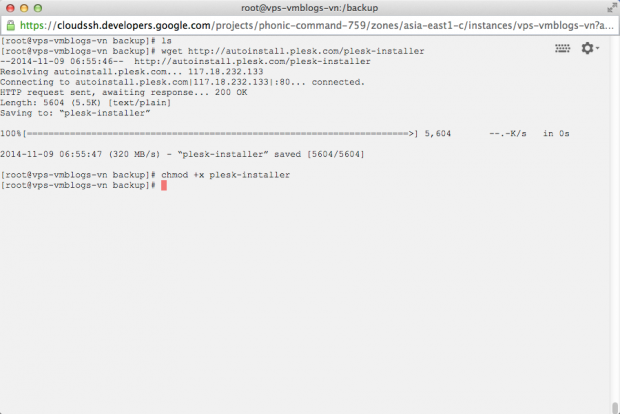 root@vps-vmblogs-vn:/backup
https://cloudssh.developers.google.com/projects/phonic-command-759/zones/asia-east1-c/instances/vps-vmblogs-vn?a...
[root@vps-vmblogs-vn backup]# ls
[root@vps-vmblogs-vn backup]# wget http://autoinstall.plesk.com/plesk-installer
--2014-11-09 06:55:46--  http://autoinstall.plesk.com/plesk-installer
Resolving autoinstall.plesk.com... 117.18.232.133
Connecting to autoinstall.plesk.com|117.18.232.133|:80... connected.
HTTP request sent, awaiting response... 200 OK
Length: 5604 (5.5K) [text/plain]
Saving to: “plesk-installer”
100%[======================================================================>] 5,604       --.-K/s   in 0s
2014-11-09 06:55:47 (320 MB/s) - “plesk-installer” saved [5604/5604]
[root@vps-vmblogs-vn backup]# chmod +x plesk-installer
[root@vps-vmblogs-vn backup]#